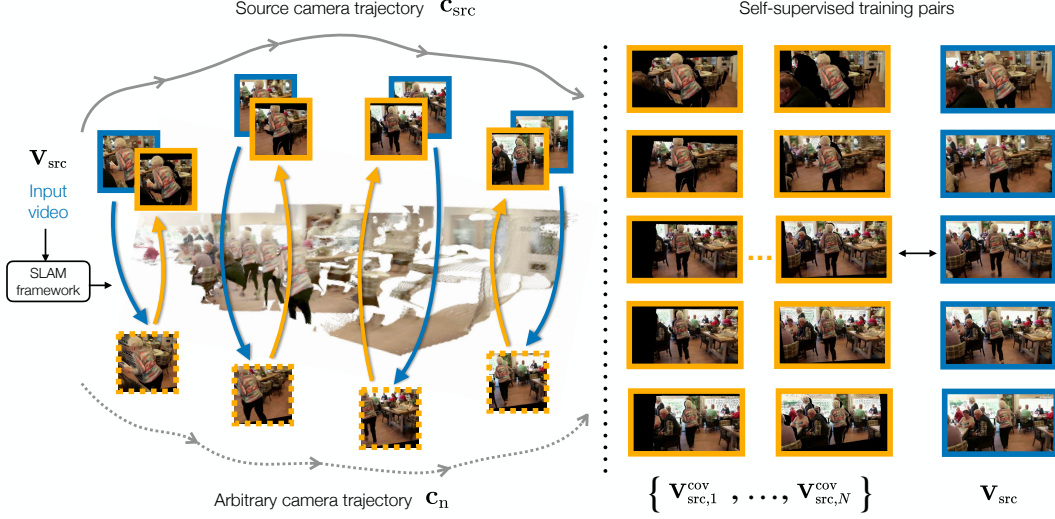 Source camera trajectory c_src
Self-supervised training pairs
V_src
Input
video
SLAM
framework
...
Arbitrary camera trajectory c_n
{ V^cov_src,1 , ..., V^cov_src,N }
V_src